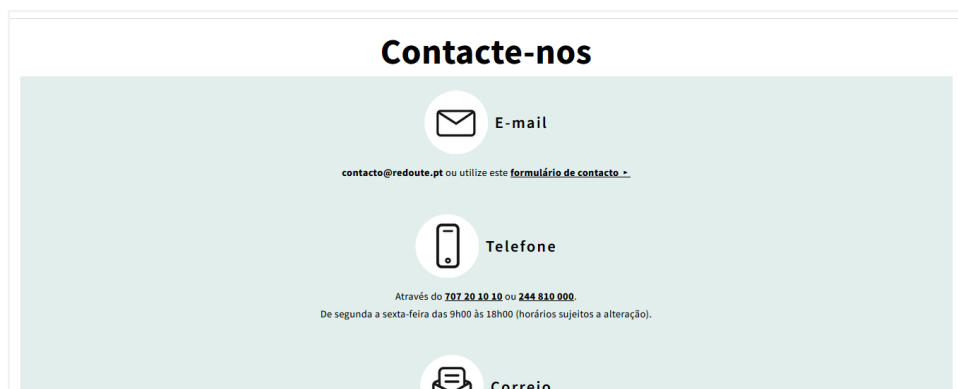 Contacte-nos
E-mail
contacto@redoute.pt ou utilize este formulário de contacto ▸
Telefone
Através do 707 20 10 10 ou 244 810 000.
De segunda a sexta-feira das 9h00 às 18h00 (horários sujeitos a alteração).
Correio